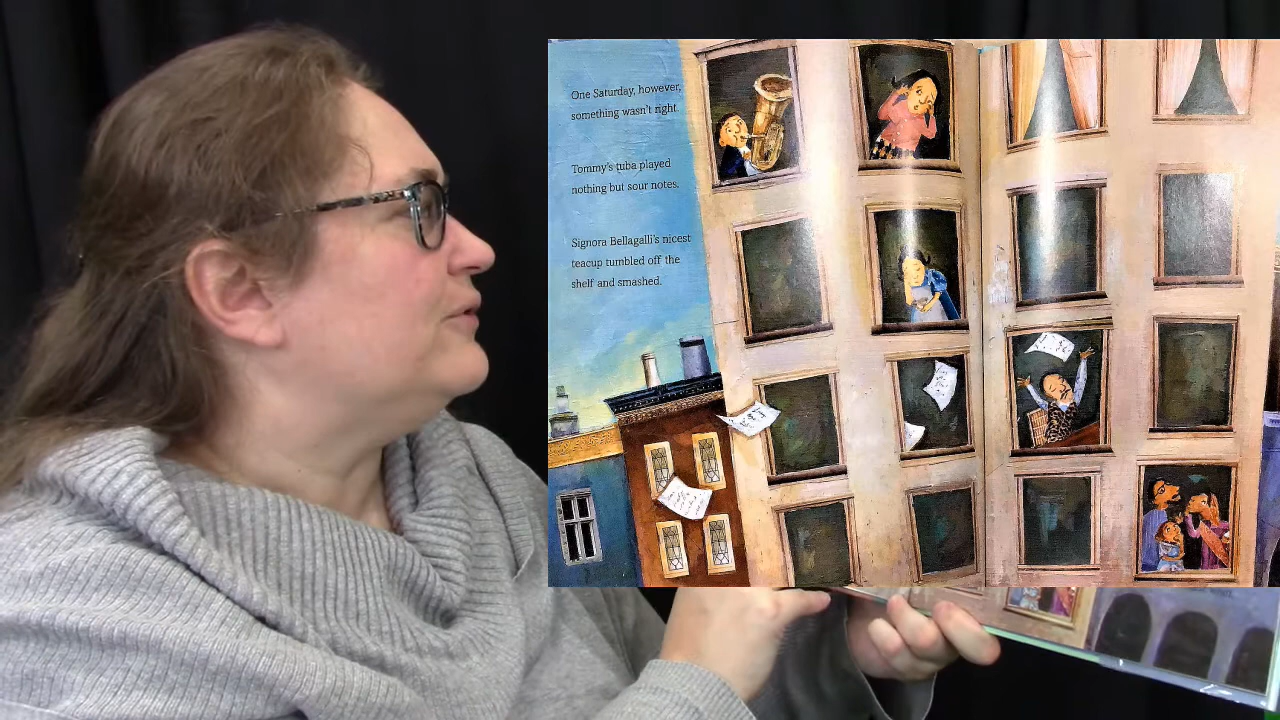 One Saturday, however,
something wasn't right.
Tommy's tuba played
nothing but sour notes.
Signora Bellagalli's nicest
teacup tumbled off the
shelf and smashed.